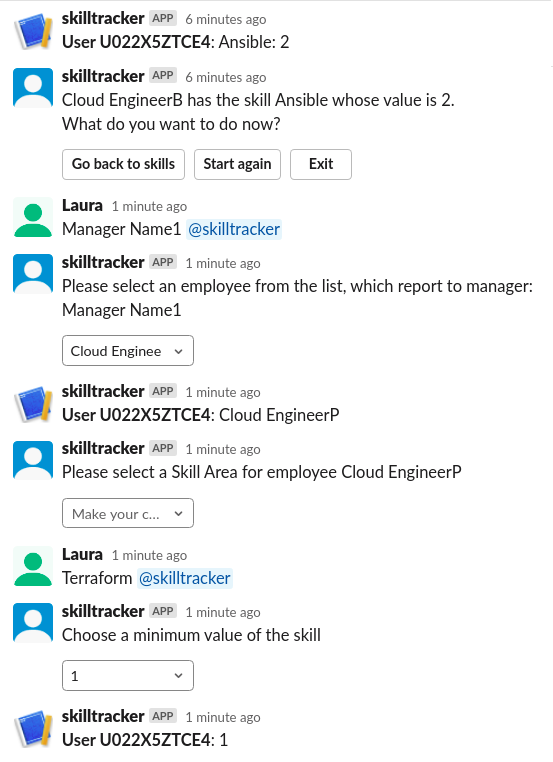 skilltracker APP 6 minutes ago
User U022X5ZTCE4: Ansible: 2
skilltracker APP 6 minutes ago
Cloud EngineerB has the skill Ansible whose value is 2.
What do you want to do now?
Go back to skills Start again Exit
Laura 1 minute ago
Manager Name1 @skilltracker
skilltracker APP 1 minute ago
Please select an employee from the list, which report to manager:
Manager Name1
Cloud Enginee
skilltracker APP 1 minute ago
User U022X5ZTCE4: Cloud EngineerP
skilltracker APP 1 minute ago
Please select a Skill Area for employee Cloud EngineerP
Make your c...
Laura 1 minute ago
Terraform @skilltracker
skilltracker APP 1 minute ago
Choose a minimum value of the skill
1
skilltracker APP 1 minute ago
User U022X5ZTCE4: 1